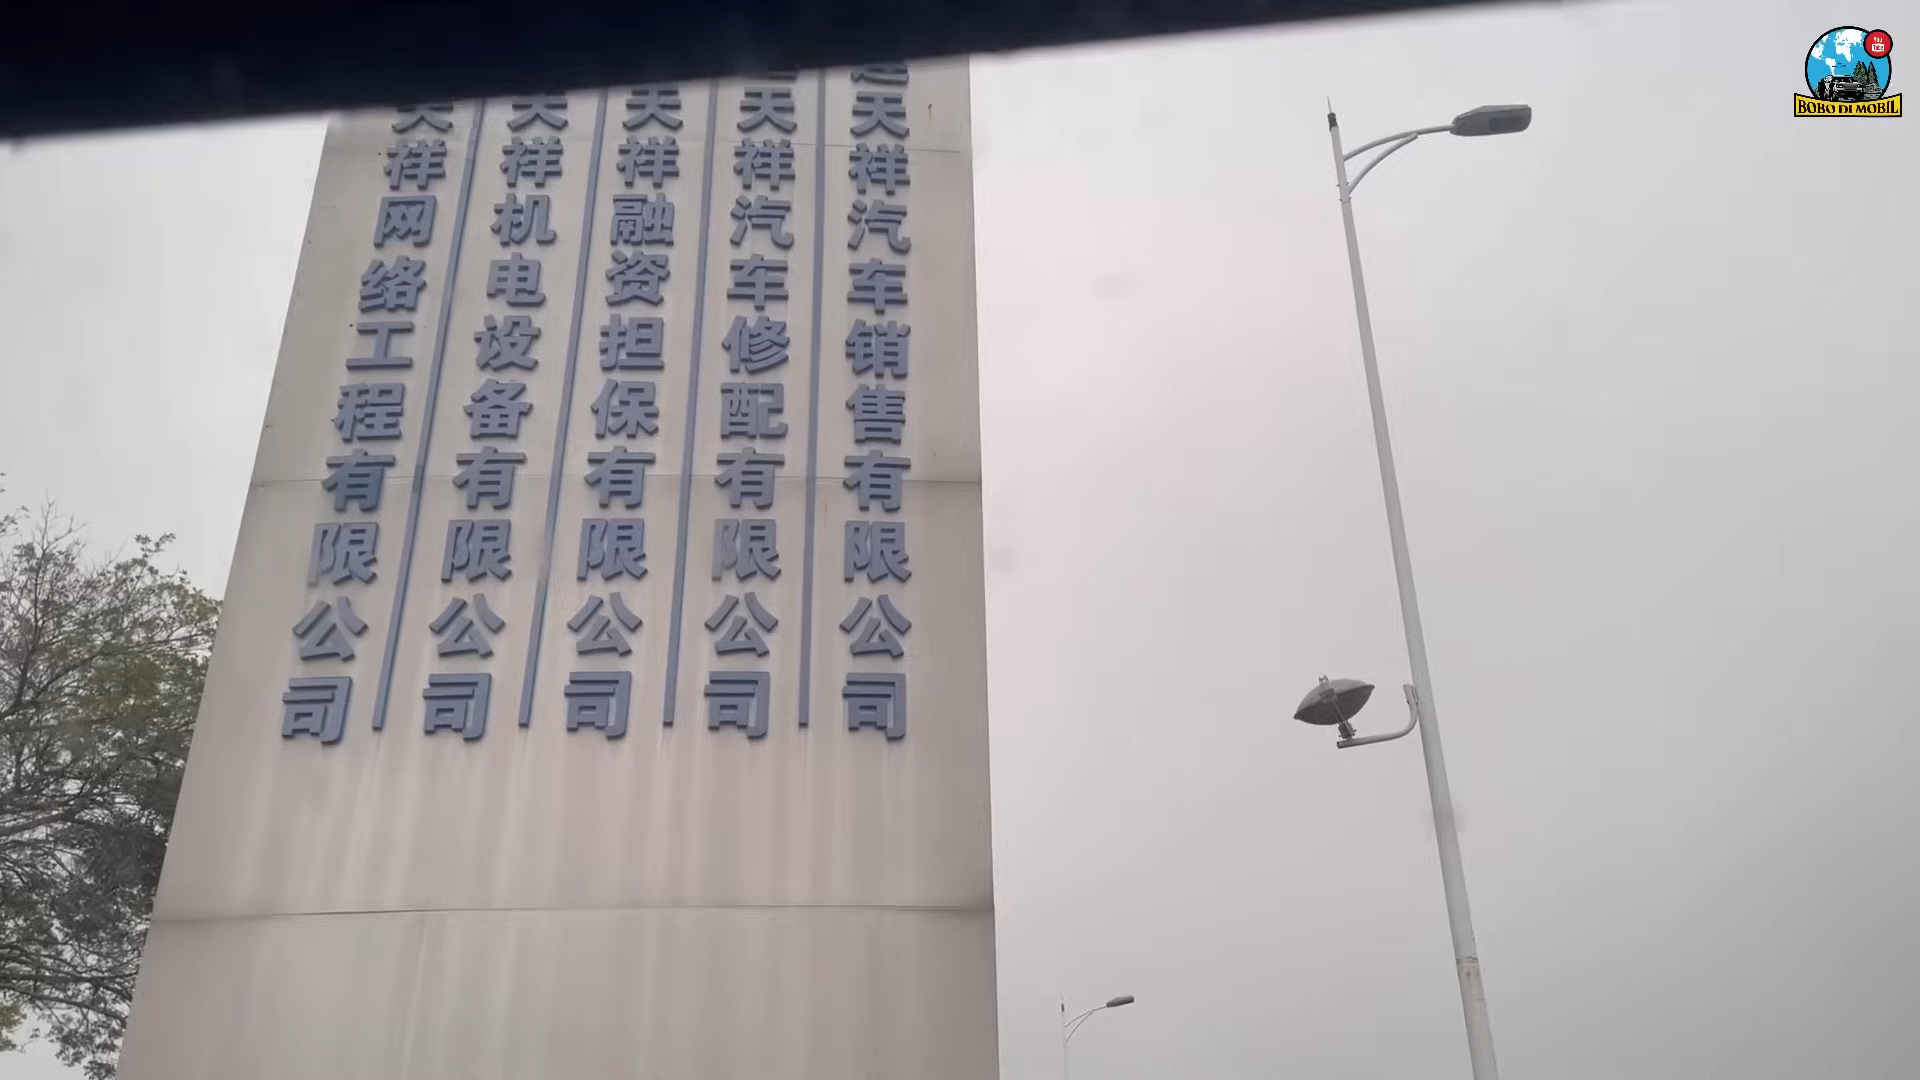 天祥网络工程有限公司
天祥机电设备有限公司
天祥融资担保有限公司
天祥汽车修配有限公司
天祥汽车销售有限公司
You
Tube
BOBO DI MOBIL